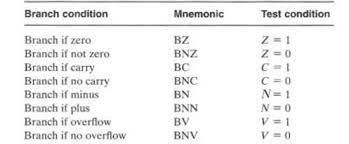 Branch condition Mnemonic Test condition
Branch if zero BZ Z = 1
Branch if not zero BNZ Z = 0
Branch if carry BC C = 1
Branch if no carry BNC C = 0
Branch if minus BN N = 1
Branch if plus BNN N = 0
Branch if overflow BV V = 1
Branch if no overflow BNV V = 0